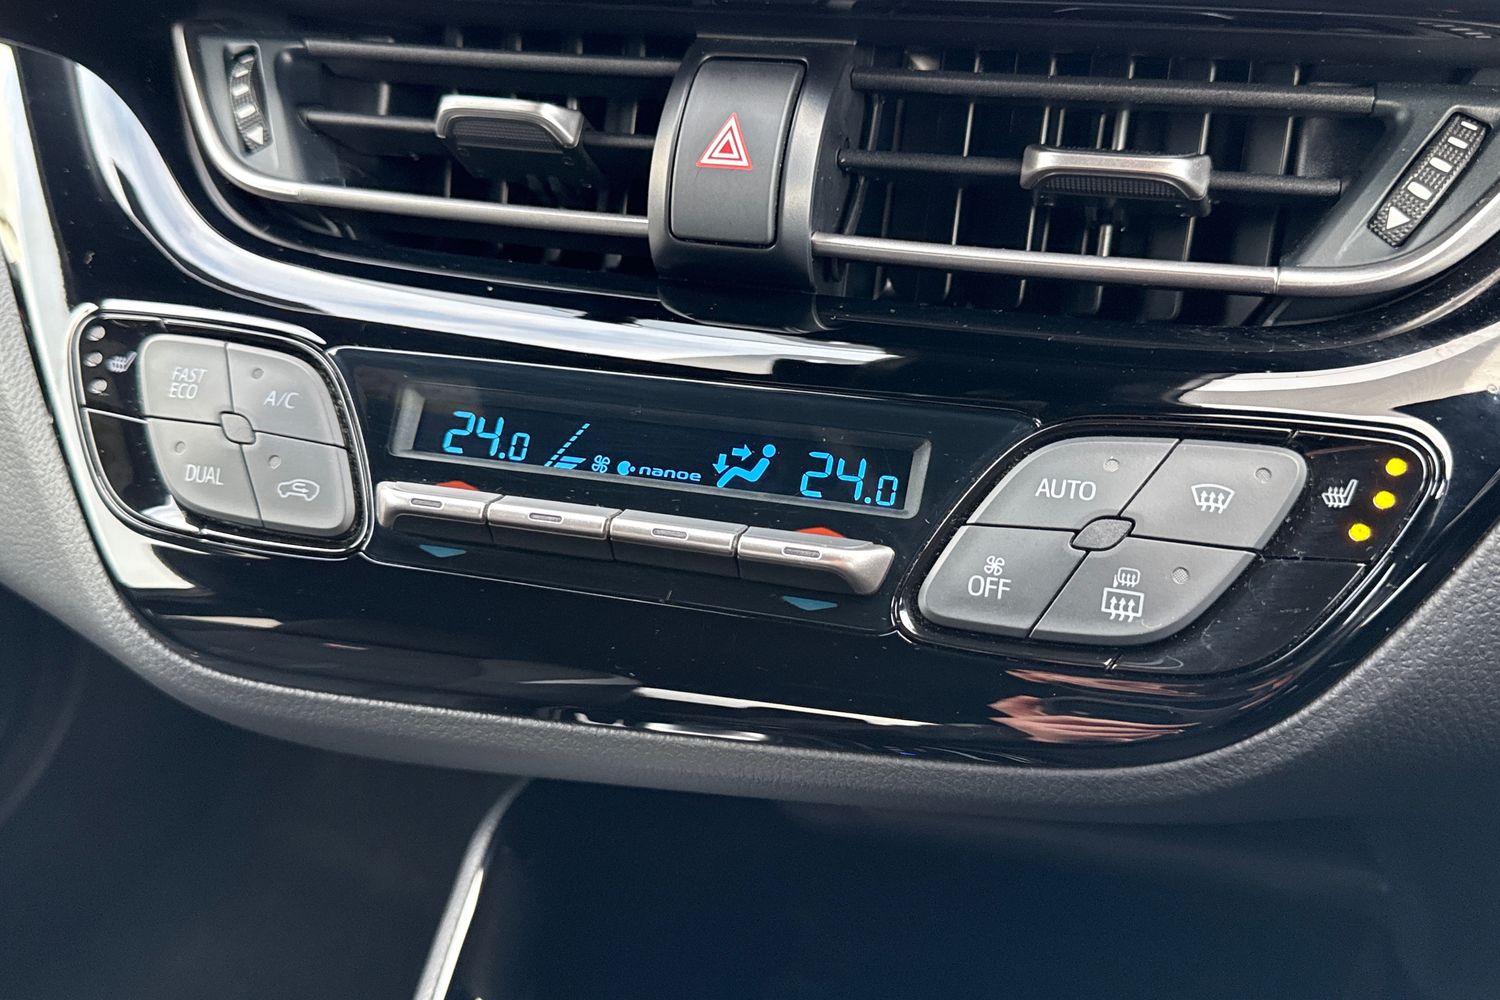 FAST
ECO
A/C
DUAL
24.0
nanoe
24.0
AUTO
OFF